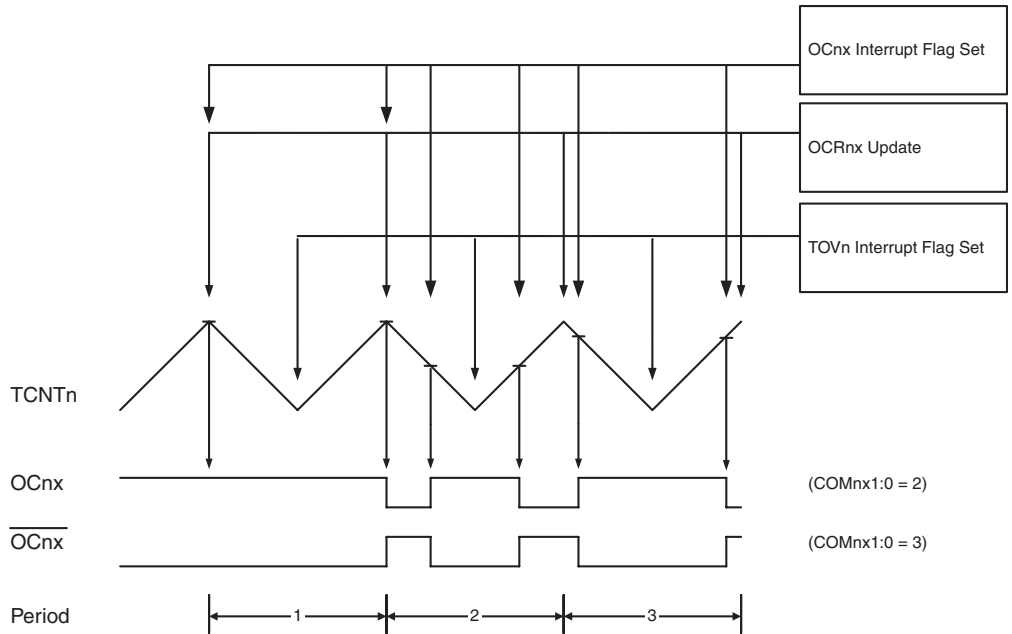 OCnx Interrupt Flag Set
OCRnx Update
TOVn Interrupt Flag Set
TCNTn
OCnx
(COMnx1:0 = 2)
OCnx
(COMnx1:0 = 3)
Period
1
2
3